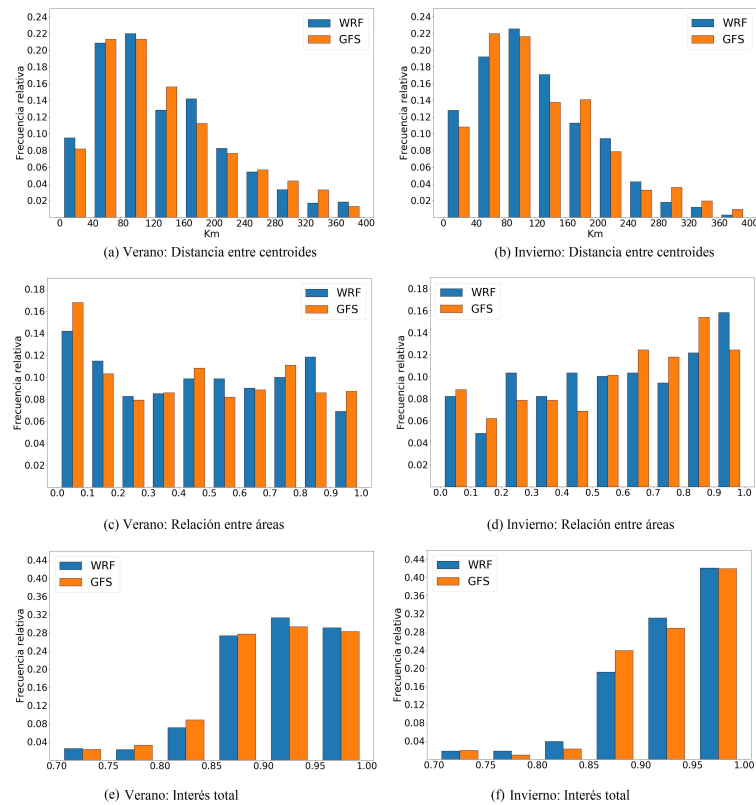 0.24
0.22
0.20
0.18
0.16
0.14
0.12
0.10
0.08
0.06
0.04
0.02
Frecuencia relativa
WRF
GFS
0 40 80 120 160 200 240 280 320 360 400
Km
(a) Verano: Distancia entre centroides
0.24
0.22
0.20
0.18
0.16
0.14
0.12
0.10
0.08
0.06
0.04
0.02
Frecuencia relativa
WRF
GFS
0 40 80 120 160 200 240 280 320 360 400
Km
(b) Invierno: Distancia entre centroides
0.18
0.16
0.14
0.12
0.10
0.08
0.06
0.04
0.02
Frecuencia relativa
WRF
GFS
0.0 0.1 0.2 0.3 0.4 0.5 0.6 0.7 0.8 0.9 1.0
(c) Verano: Relación entre áreas
0.18
0.16
0.14
0.12
0.10
0.08
0.06
0.04
0.02
Frecuencia relativa
WRF
GFS
0.0 0.1 0.2 0.3 0.4 0.5 0.6 0.7 0.8 0.9 1.0
(d) Invierno: Relación entre áreas
0.44
0.40
0.36
0.32
0.28
0.24
0.20
0.16
0.12
0.08
0.04
Frecuencia relativa
WRF
GFS
0.70 0.75 0.80 0.85 0.90 0.95 1.00
(e) Verano: Interés total
0.44
0.40
0.36
0.32
0.28
0.24
0.20
0.16
0.12
0.08
0.04
Frecuencia relativa
WRF
GFS
0.70 0.75 0.80 0.85 0.90 0.95 1.00
(f) Invierno: Interés total